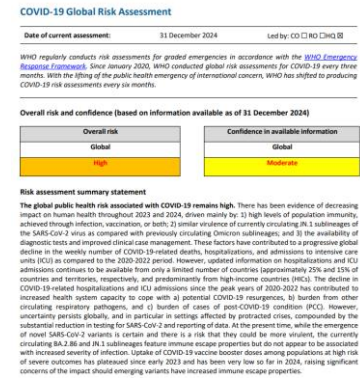 COVID-19 Global Risk Assessment
Date of current assessment: 31 December 2024 Led by: CO ☐ RO ☐HQ ☒
WHO regularly conducts risk assessments for graded emergencies in accordance with the WHO Emergency
Response Framework. Since January 2020, WHO conducted global risk assessments for COVID-19 every three
months. With the lifting of the public health emergency of international concern, WHO has shifted to producing
COVID-19 risk assessments every six months.
Overall risk and confidence (based on information available as of 31 December 2024)
Overall risk
Global
High
Confidence in available information
Global
Moderate
Risk assessment summary statement
The global public health risk associated with COVID-19 remains high. There has been evidence of decreasing
impact on human health throughout 2023 and 2024, driven mainly by: 1) high levels of population immunity,
achieved through infection, vaccination, or both; 2) similar virulence of currently circulating JN.1 sublineages of
the SARS-CoV-2 virus as compared with previously circulating Omicron sublineages; and 3) the availability of
diagnostic tests and improved clinical case management. These factors have contributed to a progressive global
decline in the weekly number of COVID-19-related deaths, hospitalizations, and admissions to intensive care
units (ICU) as compared to the 2020-2022 period. However, updated information on hospitalizations and ICU
admissions continues to be available from only a limited number of countries (approximately 25% and 15% of
countries and territories, respectively, and predominantly from high-income countries (HICs). The decline in
COVID-19-related hospitalizations and ICU admissions since the peak years of 2020-2022 has contributed to
increased health system capacity to cope with a) potential COVID-19 resurgences, b) burden from other
circulating respiratory pathogens, and c) burden of cases of post-COVID-19 condition (PCC). However,
uncertainty persists globally, and in particular in settings affected by protracted crises, compounded by the
substantial reduction in testing for SARS-CoV-2 and reporting of data. At the present time, while the emergence
of novel SARS-CoV-2 variants is certain and there is a risk that they could be more virulent, the currently
circulating BA.2.86 and JN.1 sublineages feature immune escape properties but do not appear to be associated
with increased severity of infection. Uptake of COVID-19 vaccine booster doses among populations at high risk
of severe outcomes has plateaued since early 2023 and has been very low so far in 2024, raising significant
concerns of the impact should emerging variants have increased immune escape properties.